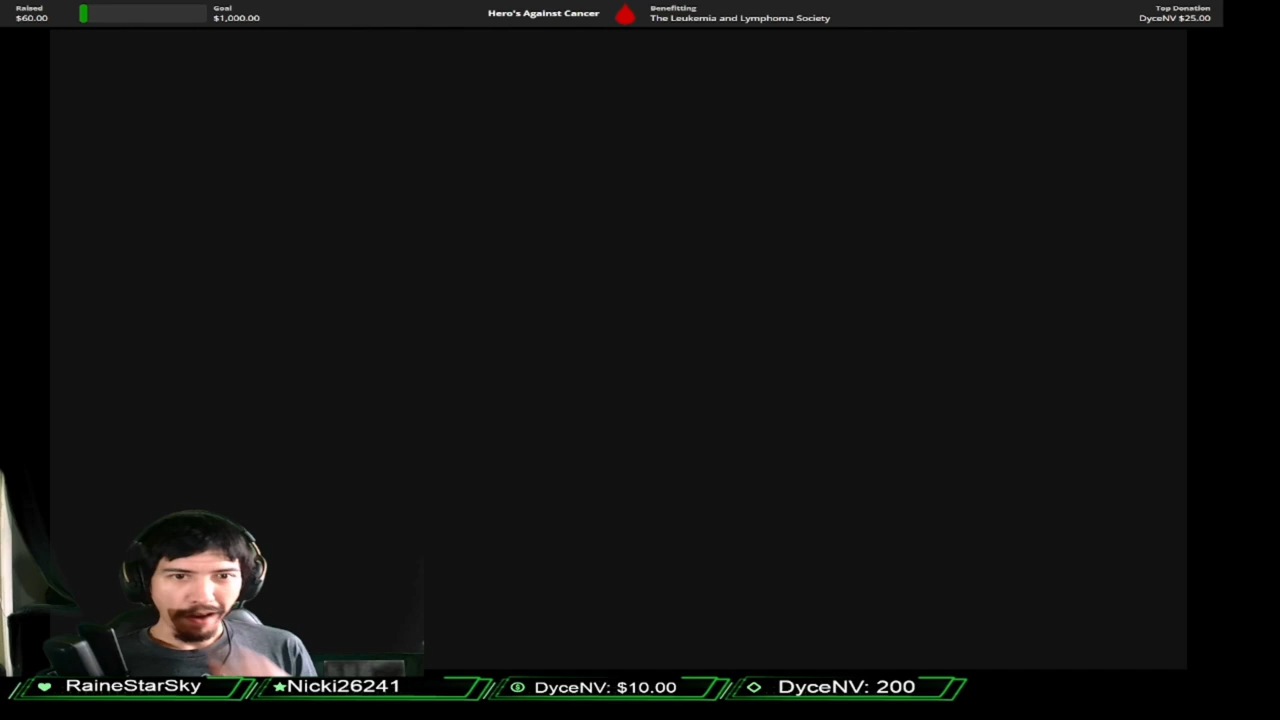 Raised
$60.00
Goal
$1,000.00
Hero's Against Cancer
Benefitting
The Leukemia and Lymphoma Society
Top Donation
DyceNV $25.00
RaineStarSky
Nicki26241
DyceNV: $10.00
DyceNV: 200